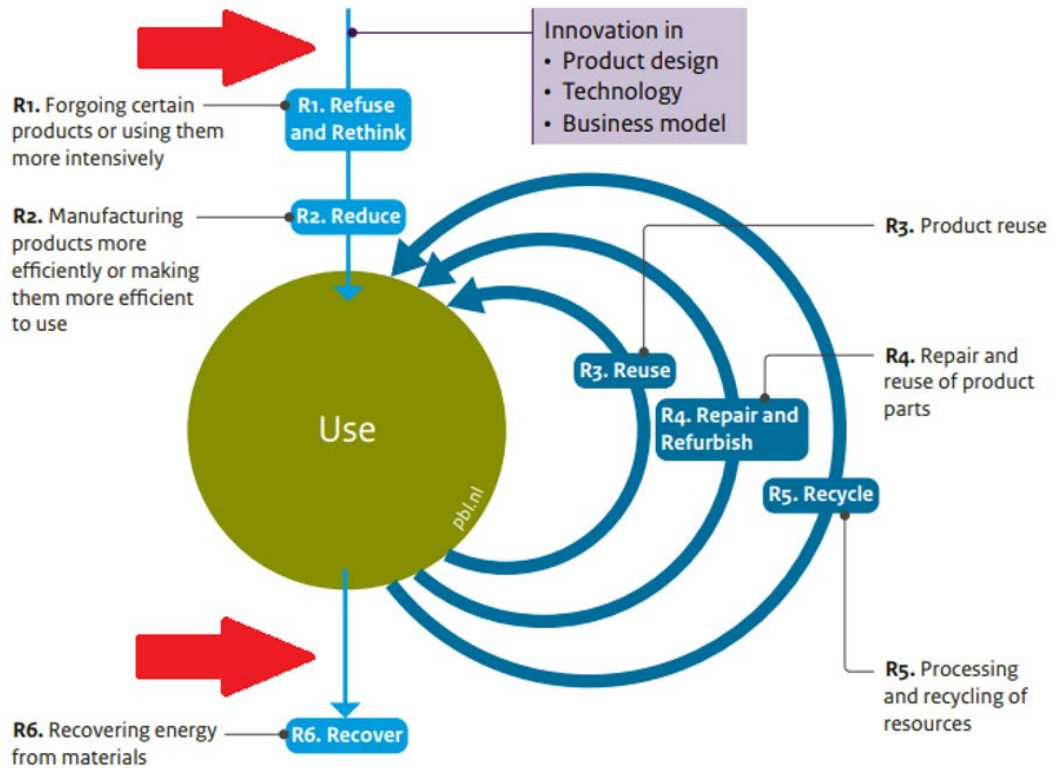 Innovation in
• Product design
• Technology
• Business model
R1. Forgoing certain
products or using them
more intensively
R1. Refuse
and Rethink
R2. Manufacturing
products more
efficiently or making
them more efficient
to use
R2. Reduce
R3. Product reuse
R3. Reuse
R4. Repair and
reuse of product
parts
R4. Repair and
Refurbish
Use
pbl.nl
R5. Recycle
R5. Processing
and recycling of
resources
R6. Recovering energy
from materials
R6. Recover